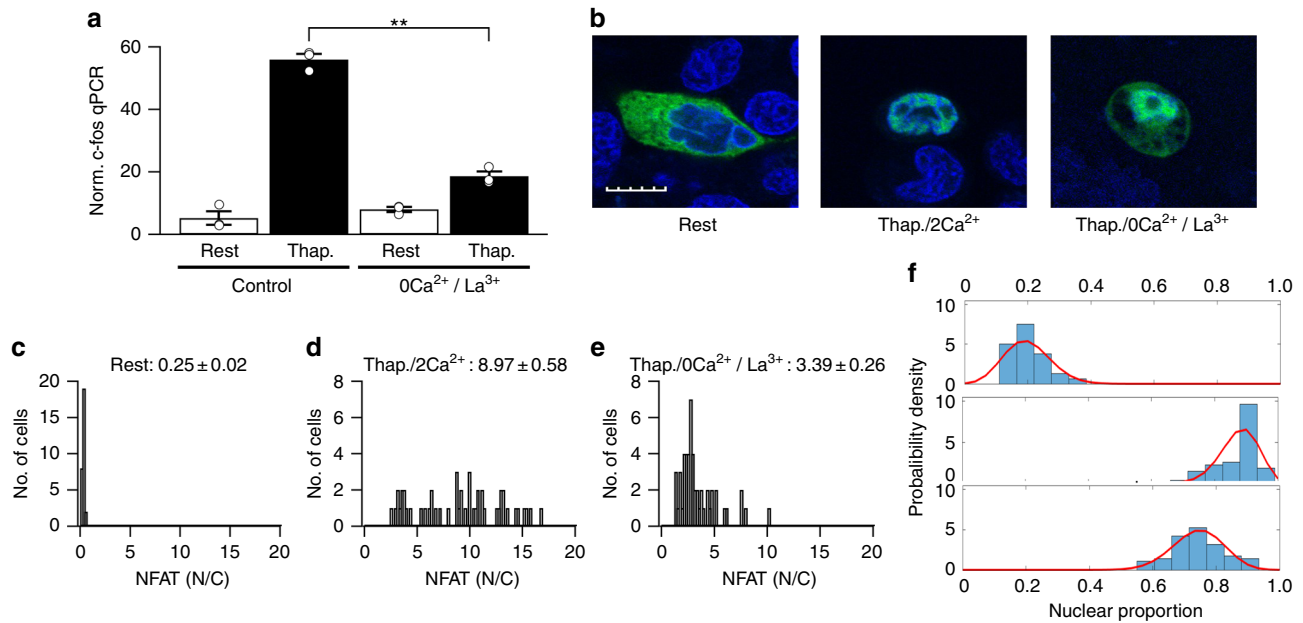 a
**
Norm. c-fos qPCR
60
40
20
0
Rest
Thap.
Rest
Thap.
Control
0Ca²⁺ / La³⁺
b
Rest
Thap./2Ca²⁺
Thap./0Ca²⁺ / La³⁺
c
Rest: 0.25 ± 0.02
No. of cells
20
15
10
5
0
0 5 10 15 20
NFAT (N/C)
d
Thap./2Ca²⁺ : 8.97 ± 0.58
No. of cells
8
6
4
2
0
0 5 10 15 20
NFAT (N/C)
e
Thap./0Ca²⁺ / La³⁺ : 3.39 ± 0.26
No. of cells
8
6
4
2
0
0 5 10 15 20
NFAT (N/C)
f
0 0.2 0.4 0.6 0.8 1.0
Probalibility density
10
5
0
10
5
0
10
5
0
0 0.2 0.4 0.6 0.8 1.0
Nuclear proportion